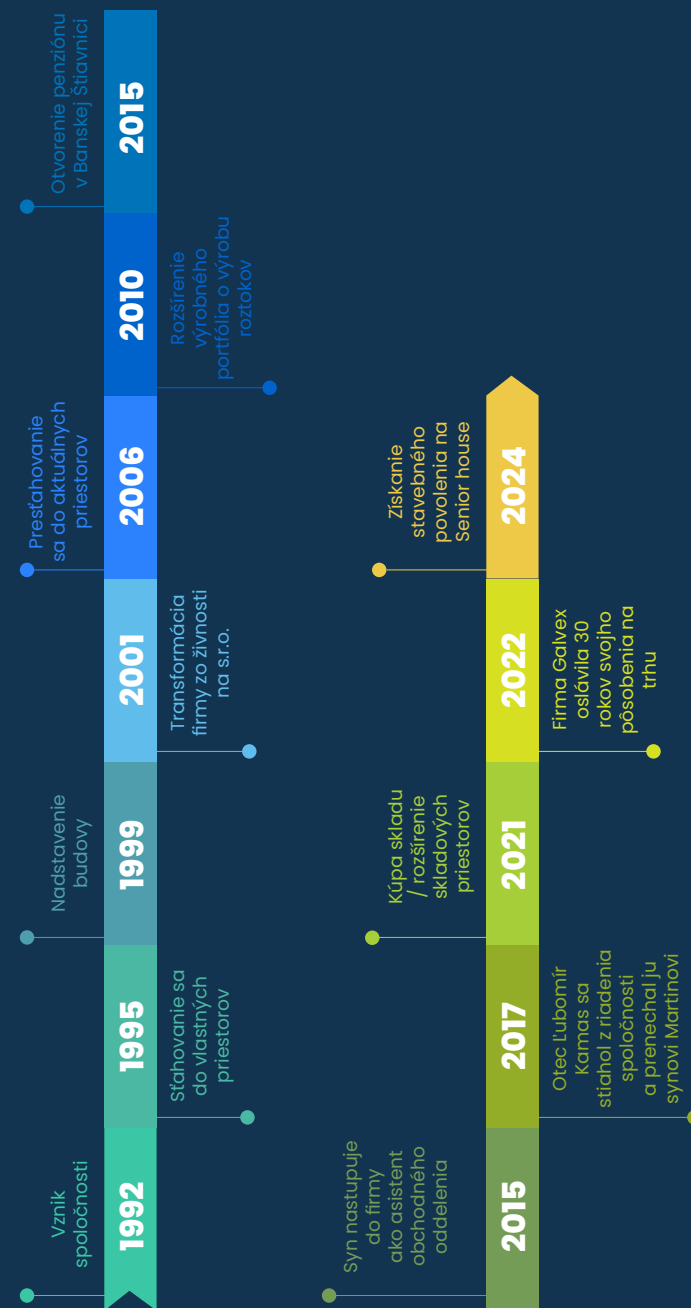 1992
Vznik
spoločnosti
1995
Sťahovanie sa
do vlastných
priestorov
1999
Nadstavenie
budovy
2001
Transformácia
firmy zo živnosti
na s.r.o.
2006
Presťahovanie
sa do aktuálnych
priestorov
2010
Rozšírenie
výrobného
portfólia o výrobu
roztokov
2015
Otvorenie penziónu
v Banskej Štiavnici
2015
Syn nastupuje
do firmy
ako asistent
obchodného
oddelenia
2017
Otec Ľubomír
Kamas sa
stiahol z riadenia
spoločnosti
a prenechal ju
synovi Martinovi
2021
Kúpa skladu
/ rozšírenie
skladových
priestorov
2022
Firma Galvex
oslávila 30
rokov svojho
pôsobenia na
trhu
2024
Získanie
stavebného
povolenia na
Senior house